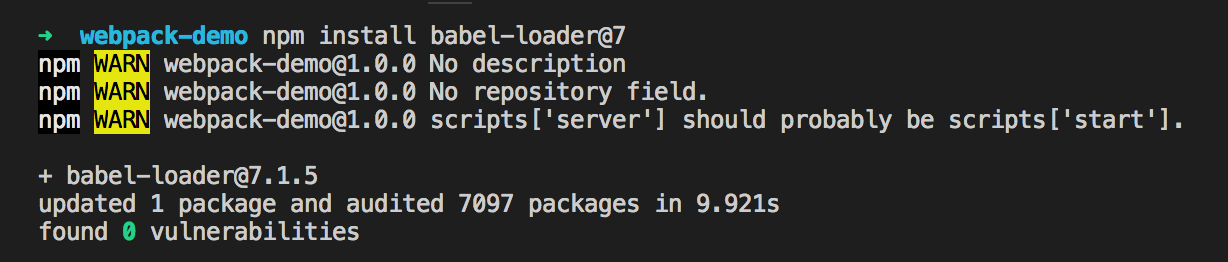 ➜  webpack-demo npm install babel-loader@7
npm WARN webpack-demo@1.0.0 No description
npm WARN webpack-demo@1.0.0 No repository field.
npm WARN webpack-demo@1.0.0 scripts['server'] should probably be scripts['start'].
+ babel-loader@7.1.5
updated 1 package and audited 7097 packages in 9.921s
found 0 vulnerabilities